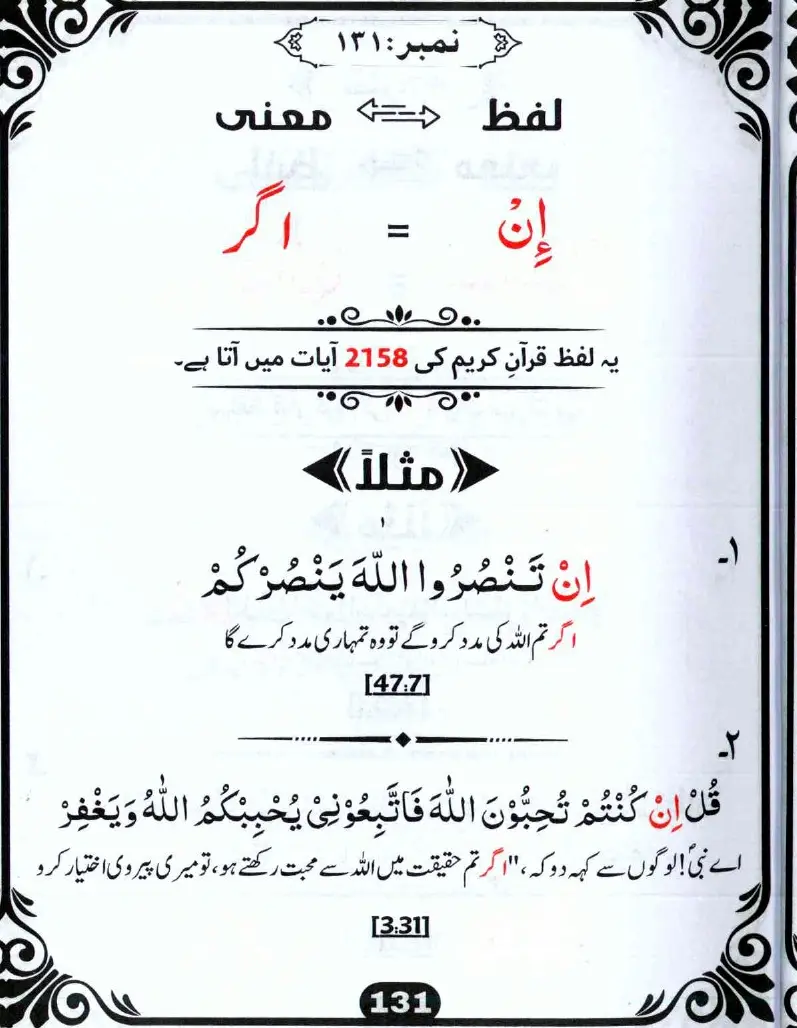 نمبر: ۱۳۱
لفظ معنی
إِنْ = اگر
یہ لفظ قرآنِ کریم کی 2158 آیات میں آتا ہے۔
مثلاً
۱۔
اِنْ تَنْصُرُوا اللّٰهَ يَنْصُرْكُمْ
اگر تم اللہ کی مدد کرو گے تو وہ تمہاری مدد کرے گا
[47:7]
۲۔
قُلْ اِنْ كُنْتُمْ تُحِبُّوْنَ اللّٰهَ فَاتَّبِعُوْنِیْ يُحْبِبْكُمُ اللّٰهُ وَيَغْفِرْ
اے نبیؐ! لوگوں سے کہہ دو کہ، "اگر تم حقیقت میں اللہ سے محبت رکھتے ہو، تو میری پیروی اختیار کرو
[3:31]
131